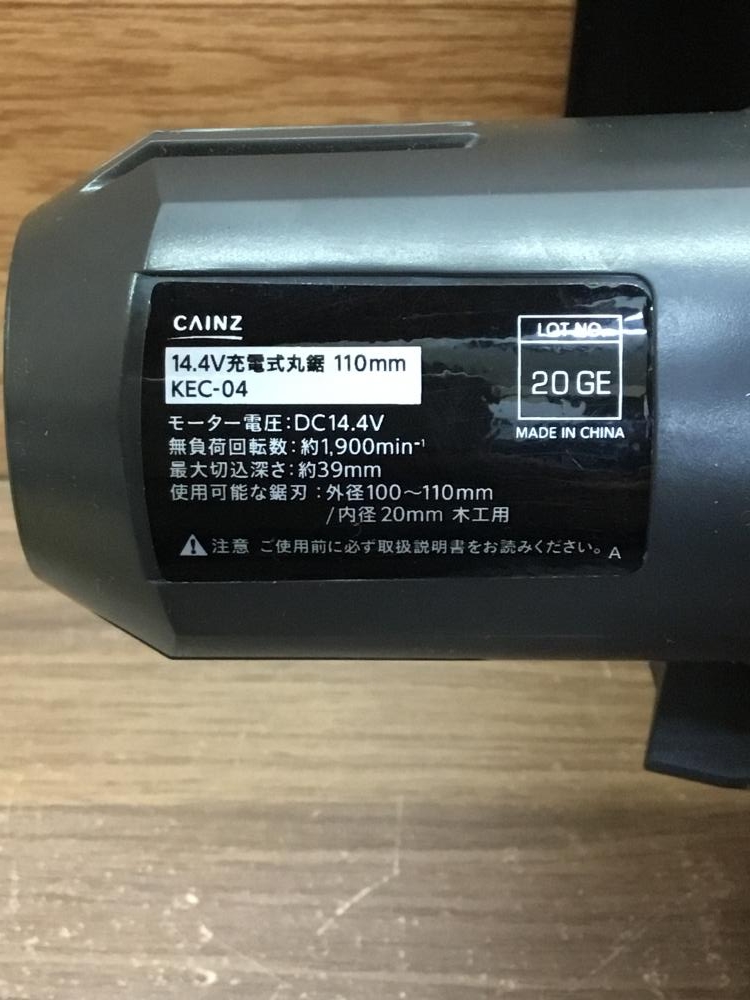 CAINZ
14.4V充電式丸鋸 110mm
KEC-04
モーター電圧:DC14.4V
無負荷回転数:約1,900min⁻¹
最大切込深さ:約39mm
使用可能な鋸刃:外径100～110mm
/内径20mm 木工用
注意 ご使用前に必ず取扱説明書をお読みください。 A
LOT NO.
20 GE
MADE IN CHINA